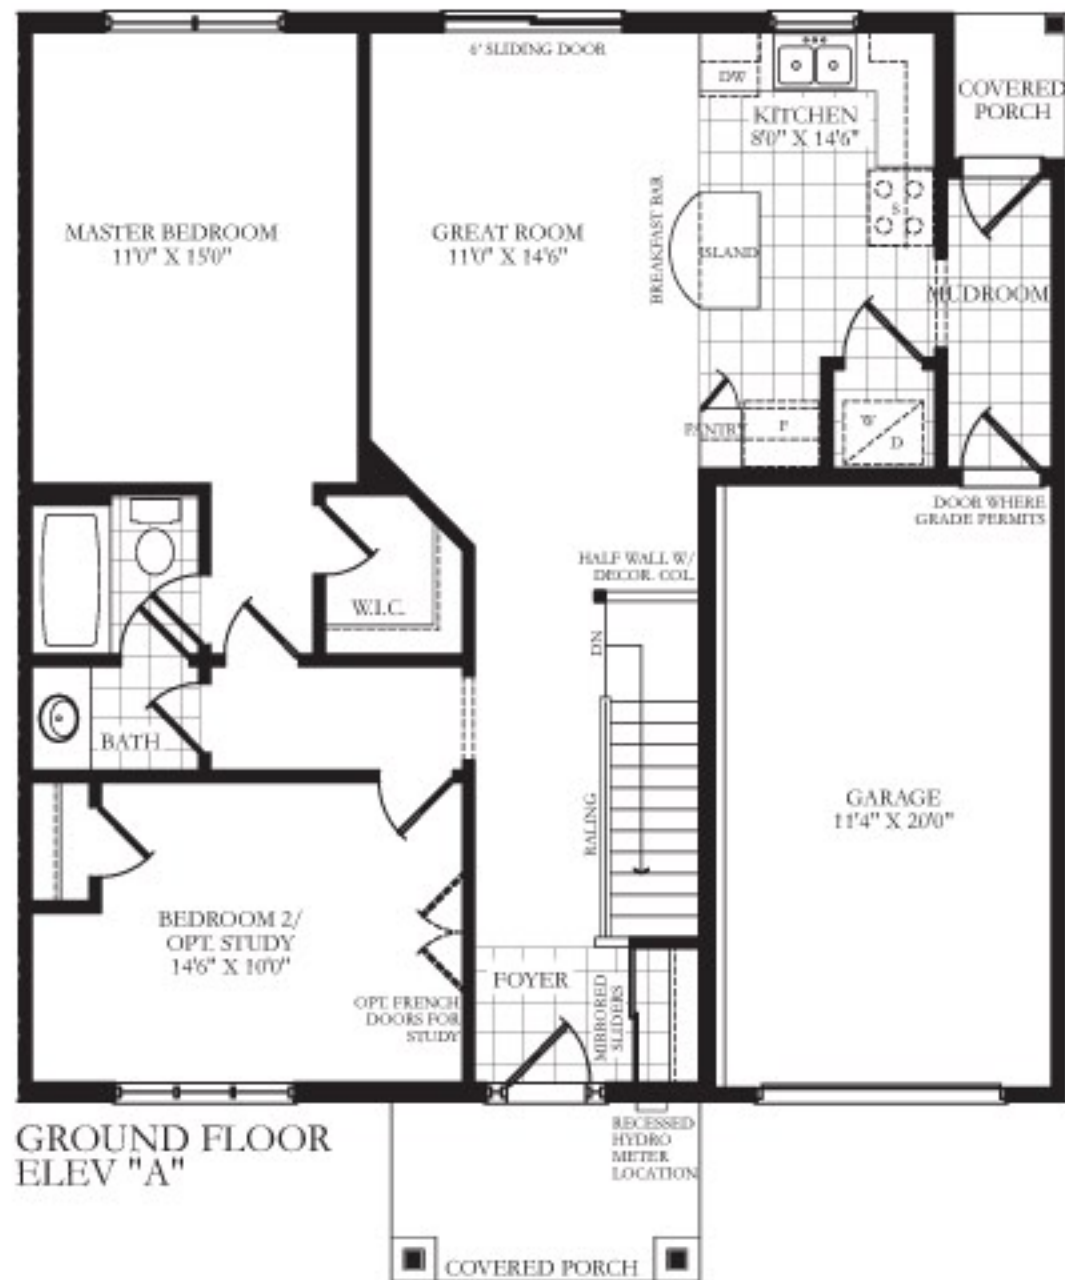 6' SLIDING DOOR
DW
KITCHEN
8'0" X 14'6"
COVERED
PORCH
MASTER BEDROOM
11'0" X 15'0"
GREAT ROOM
11'0" X 14'6"
BREAKFAST BAR
ISLAND
S
MUDROOM
PANTRY
F
W
D
DOOR WHERE
GRADE PERMITS
HALF WALL W/
DECOR. COL.
W.I.C.
DN
BATH
RALING
GARAGE
11'4" X 20'0"
BEDROOM 2/
OPT. STUDY
14'6" X 10'0"
FOYER
MIRRORED
SLIDERS
OPT. FRENCH
DOORS FOR
STUDY
RECESSED
HYDRO
METER
LOCATION
GROUND FLOOR
ELEV "A"
COVERED PORCH